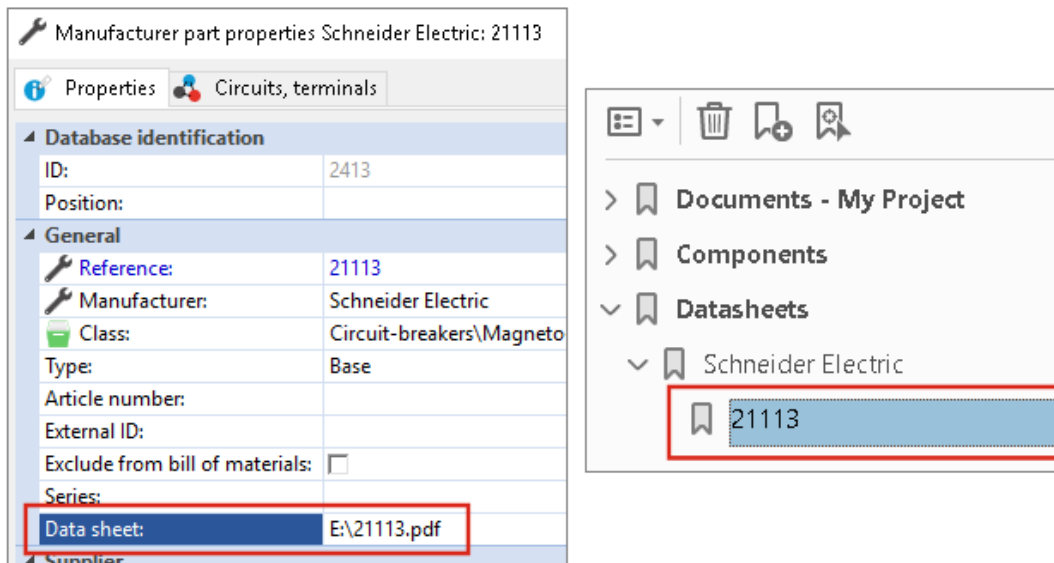 Manufacturer part properties Schneider Electric: 21113
Properties
Circuits, terminals
Database identification
ID: 2413
Position:
General
Reference: 21113
Manufacturer: Schneider Electric
Class: Circuit-breakers\Magneto
Type: Base
Article number:
External ID:
Exclude from bill of materials:
Series:
Data sheet: E:\21113.pdf
Supplier
Documents - My Project
Components
Datasheets
Schneider Electric
21113